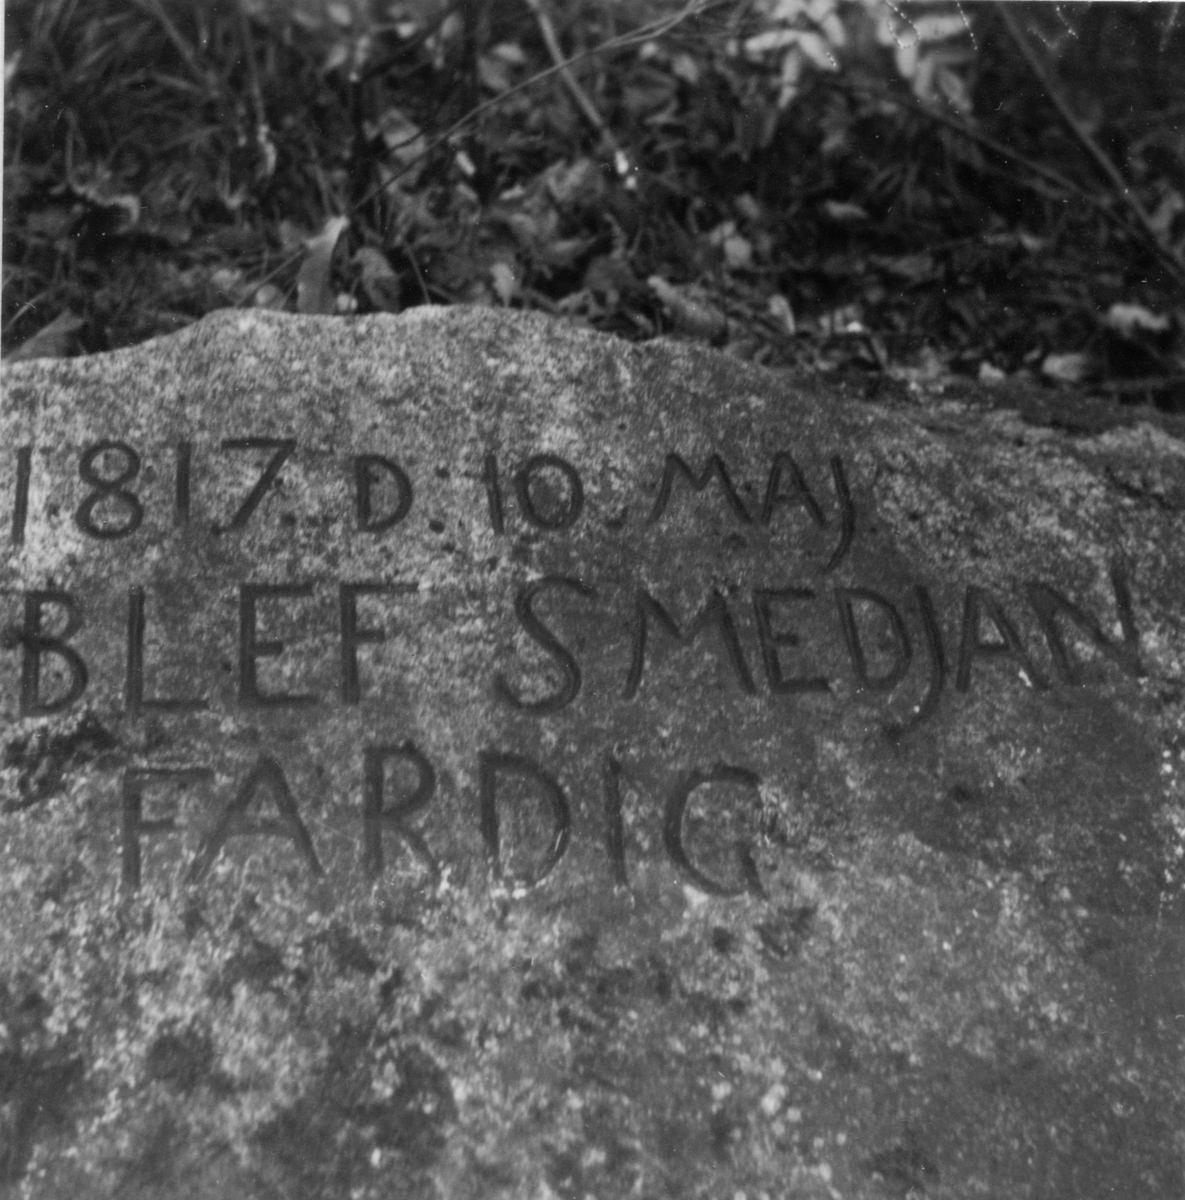 1817. D. 10. MAJ
BLEF SMEDJAN
FARDIG